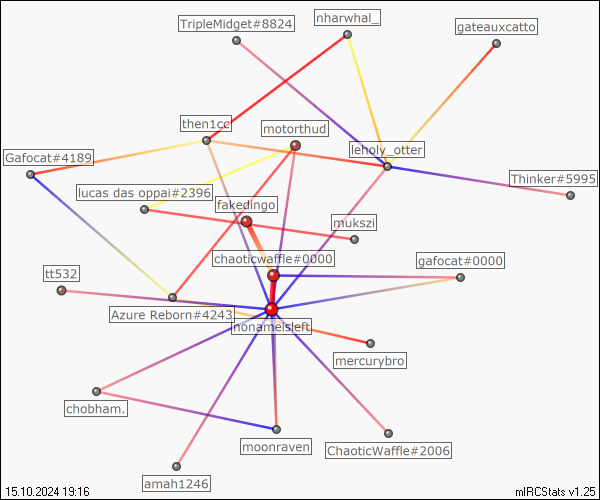 nharwhal_
TripleMidget#8824
gateauxcatto
then1cc
motorthud
leholy_otter
Gafocat#4189
Thinker#5995
lucas das oppai#2396
fakedingo
mukszi
chaoticwaffle#0000
gafocat#0000
tt532
Azure Reborn#4243
nonameisleft
mercurybro
chobham.
moonraven
ChaoticWaffle#2006
amah1246
15.10.2024 19:16
mIRCStats v1.25